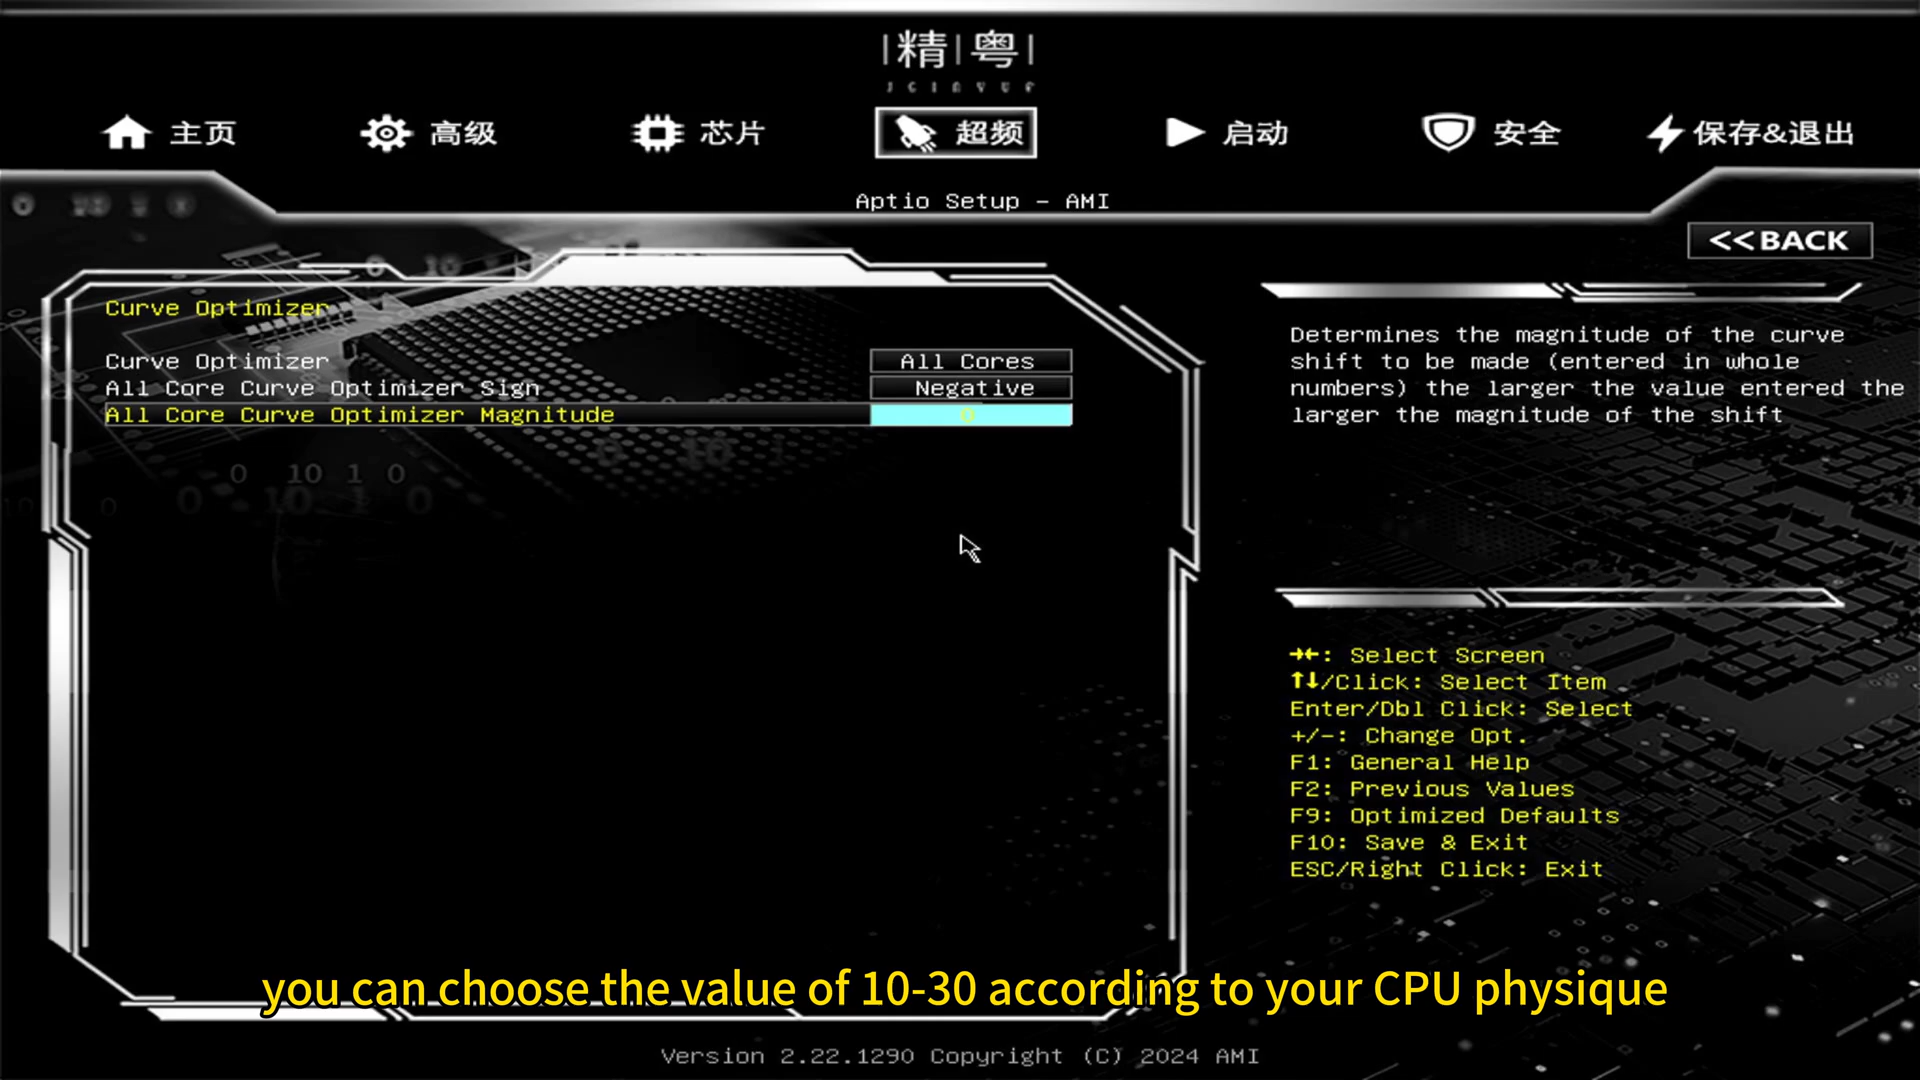 精 粤
J G I N Y U E
主页
高级
芯片
超频
启动
安全
保存&退出
Aptio Setup - AMI
<<BACK
Curve Optimizer
Curve Optimizer
All Cores
All Core Curve Optimizer Sign
Negative
All Core Curve Optimizer Magnitude
0
Determines the magnitude of the curve
shift to be made (entered in whole
numbers) the larger the value entered the
larger the magnitude of the shift
→←: Select Screen
↑↓/Click: Select Item
Enter/Dbl Click: Select
+/-: Change Opt.
F1: General Help
F2: Previous Values
F9: Optimized Defaults
F10: Save & Exit
ESC/Right Click: Exit
you can choose the value of 10-30 according to your CPU physique
Version 2.22.1290 Copyright (C) 2024 AMI